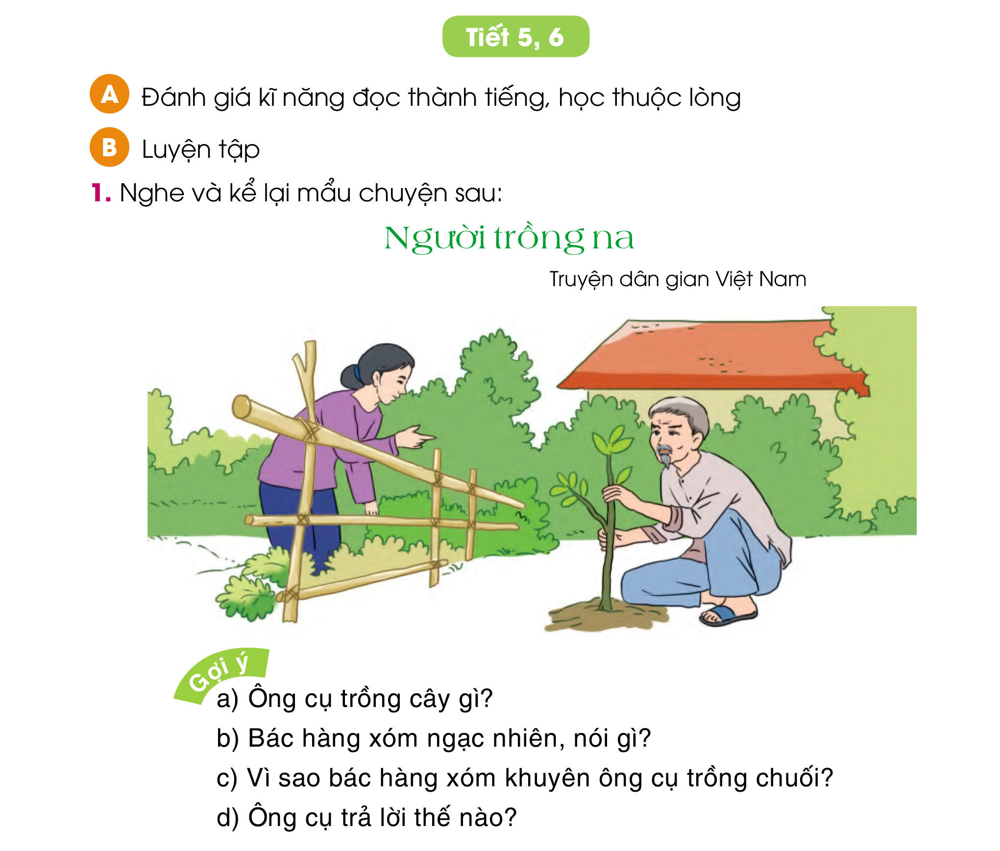 Tiết 5, 6
A Đánh giá kĩ năng đọc thành tiếng, học thuộc lòng
B Luyện tập
1. Nghe và kể lại mẩu chuyện sau:
Người trồng na
Truyện dân gian Việt Nam
Gợi ý
a) Ông cụ trồng cây gì?
b) Bác hàng xóm ngạc nhiên, nói gì?
c) Vì sao bác hàng xóm khuyên ông cụ trồng chuối?
d) Ông cụ trả lời thế nào?